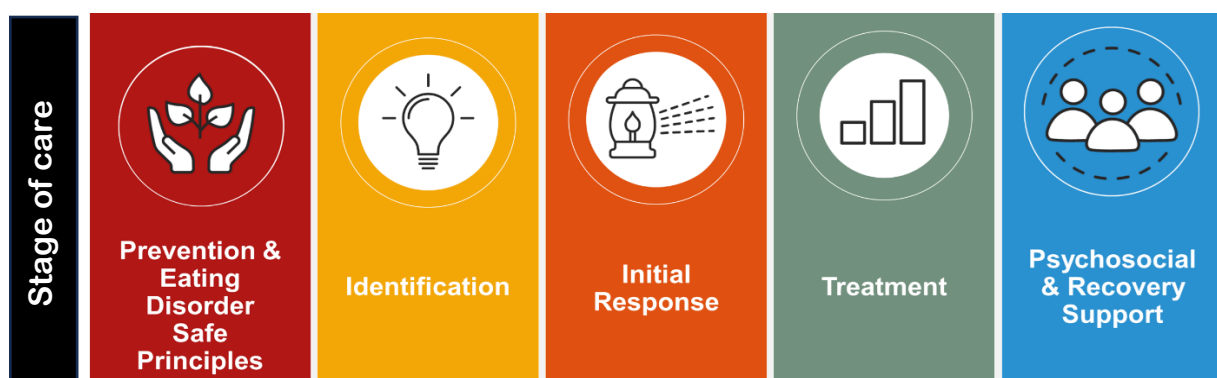 Stage of care
Prevention &
Eating
Disorder
Safe
Principles
Identification
Initial
Response
Treatment
Psychosocial
& Recovery
Support